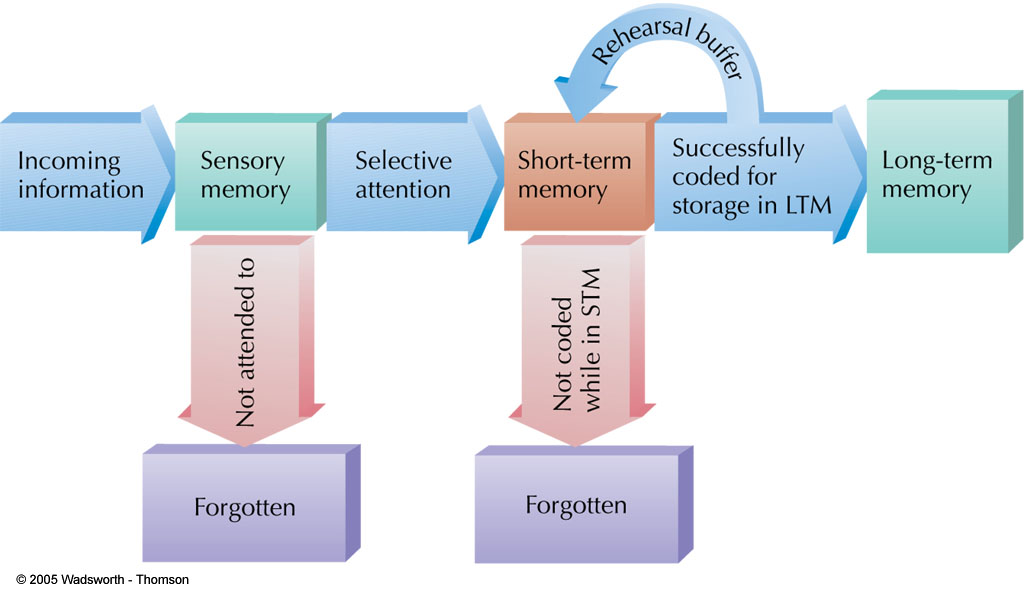 Rehearsal buffer
Incoming
information
Sensory
memory
Selective
attention
Short-term
memory
Successfully
coded for
storage in LTM
Long-term
memory
Not attended to
Not coded
while in STM
Forgotten
Forgotten
© 2005 Wadsworth - Thomson